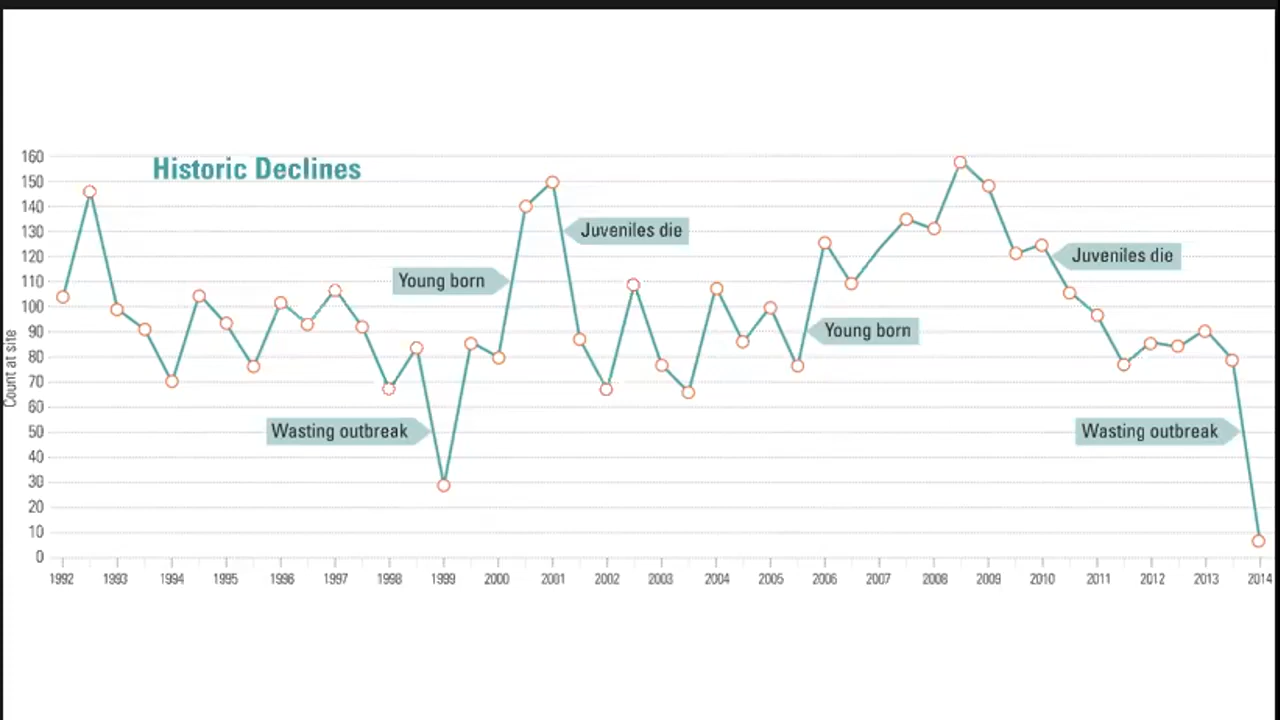 Historic Declines
160
150
140
130
120
110
100
90
80
70
60
50
40
30
20
10
0
Count at site
Juveniles die
Young born
Wasting outbreak
Young born
Juveniles die
Wasting outbreak
1992 1993 1994 1995 1996 1997 1998 1999 2000 2001 2002 2003 2004 2005 2006 2007 2008 2009 2010 2011 2012 2013 2014